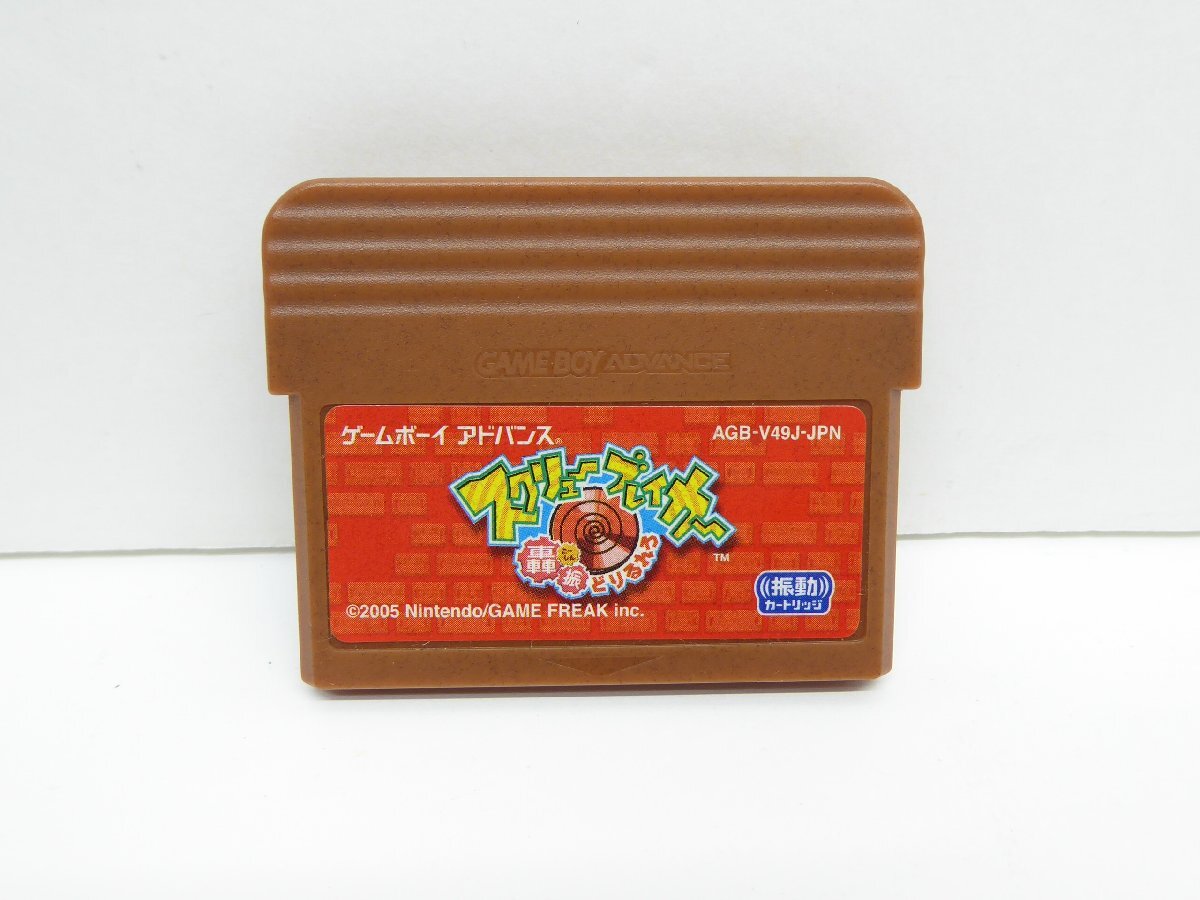 GAME BOY ADVANCE
ゲームボーイ アドバンス®
AGB-V49J-JPN
スクリューブレイカー
™
轟振どりるれろ
振動
カートリッジ
©2005 Nintendo/GAME FREAK inc.